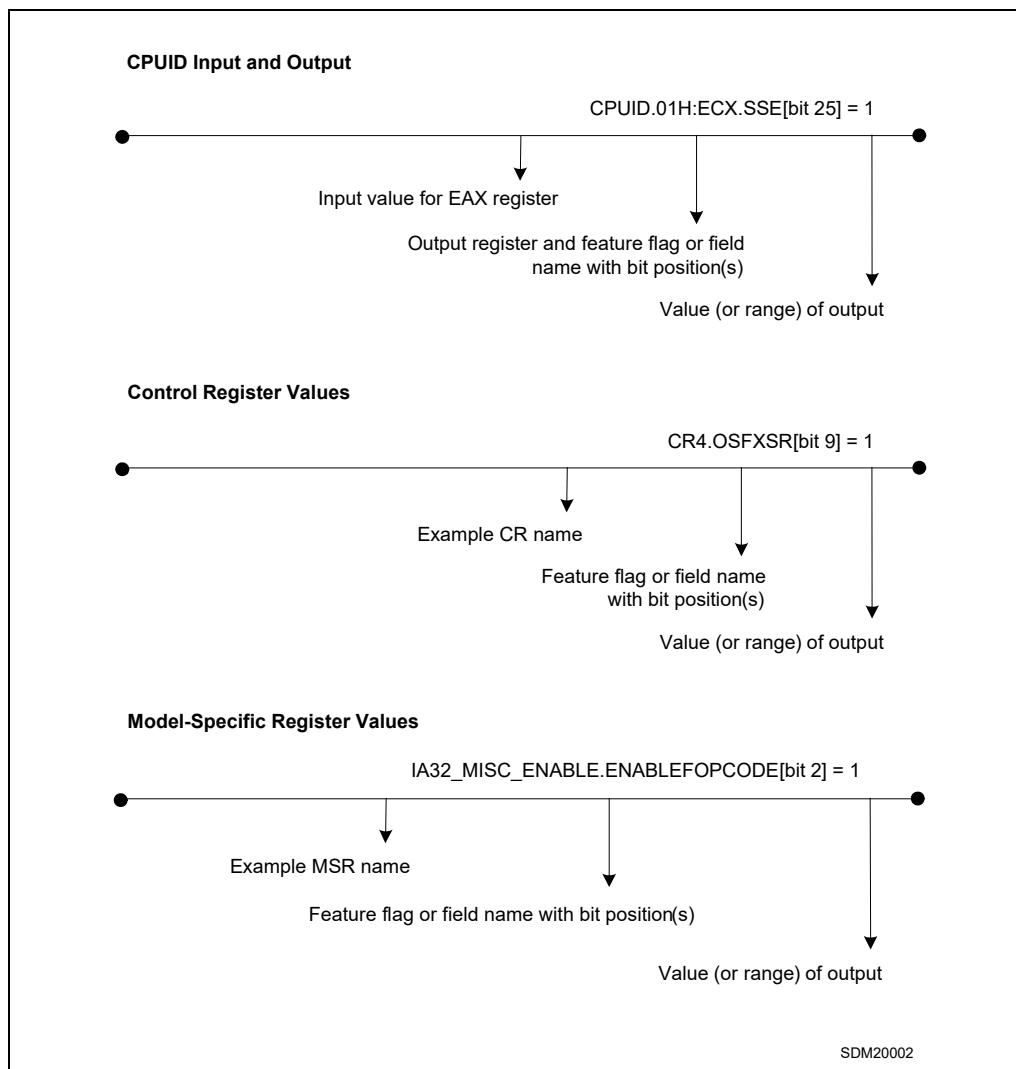 CPUID Input and Output
CPUID.01H:ECX.SSE[bit 25] = 1
Input value for EAX register
Output register and feature flag or field
name with bit position(s)
Value (or range) of output
Control Register Values
CR4.OSFXSR[bit 9] = 1
Example CR name
Feature flag or field name
with bit position(s)
Value (or range) of output
Model-Specific Register Values
IA32_MISC_ENABLE.ENABLEFOPCODE[bit 2] = 1
Example MSR name
Feature flag or field name with bit position(s)
Value (or range) of output
SDM20002